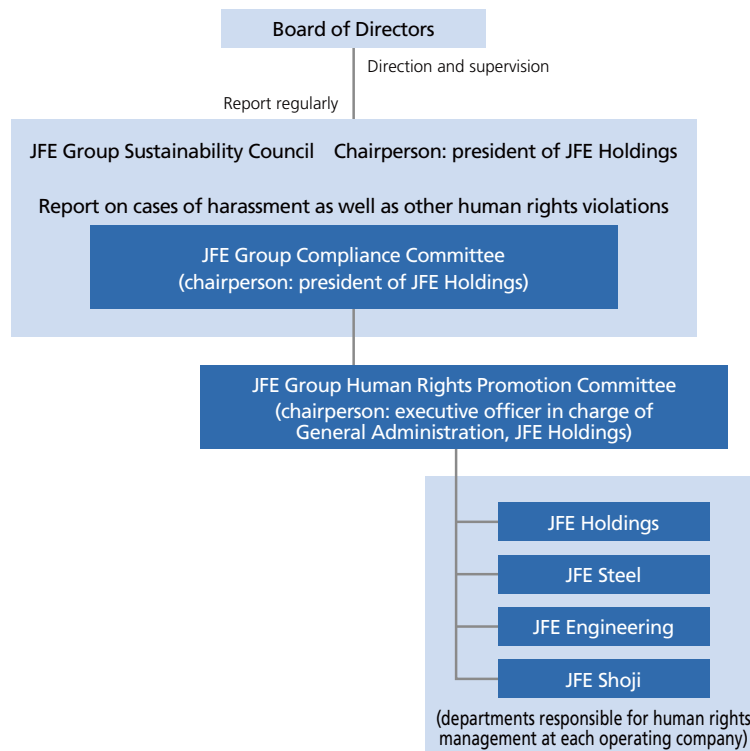 Board of Directors
Direction and supervision
Report regularly
JFE Group Sustainability Council Chairperson: president of JFE Holdings
Report on cases of harassment as well as other human rights violations
JFE Group Compliance Committee
(chairperson: president of JFE Holdings)
JFE Group Human Rights Promotion Committee
(chairperson: executive officer in charge of
General Administration, JFE Holdings)
JFE Holdings
JFE Steel
JFE Engineering
JFE Shoji
(departments responsible for human rights
management at each operating company)